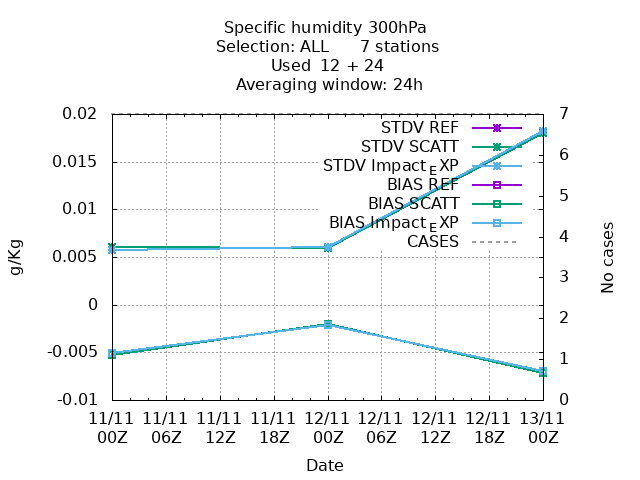 Specific humidity 300hPa
Selection: ALL 7 stations
Used 12 + 24
Averaging window: 24h
0.02
0.015
0.01
0.005
0
-0.005
-0.01
7
6
5
4
3
2
1
0
STDV REF
STDV SCATT
STDV Impact_EXP
BIAS REF
BIAS SCATT
BIAS Impact_EXP
CASES
g/Kg
No cases
11/11 11/11 11/11 11/11 12/11 12/11 12/11 12/11 13/11
00Z 06Z 12Z 18Z 00Z 06Z 12Z 18Z 00Z
Date